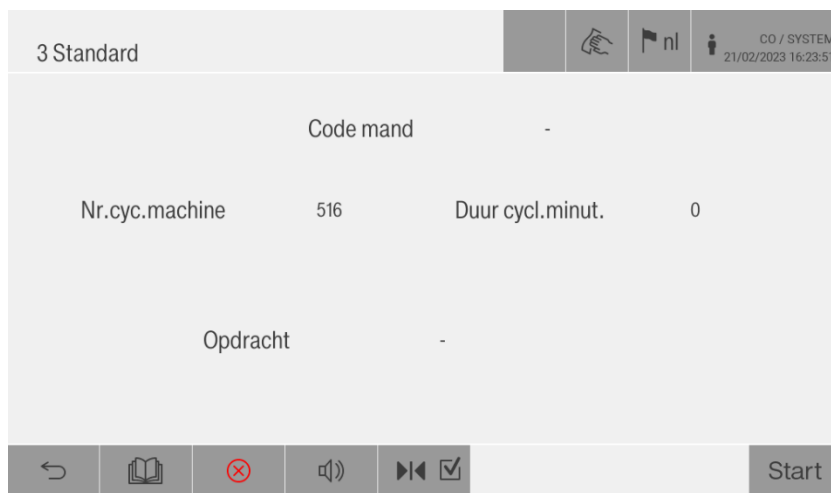 3 Standard
nl
CO / SYSTEM
21/02/2023 16:23:57
Code mand -
Nr.cyc.machine 516 Duur cycl.minut. 0
Opdracht -
Start